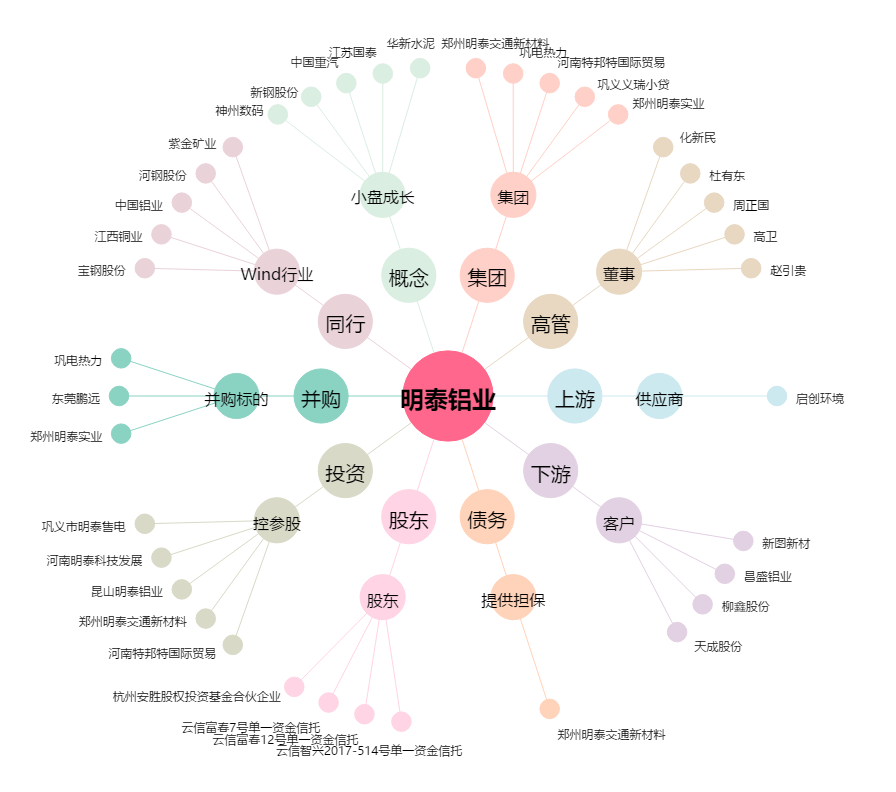 华新水泥
郑州明泰交通新材料
江苏国泰
巩电热力
中国重汽
河南特邦特国际贸易
新钢股份
巩义义瑞小贷
神州数码
郑州明泰实业
紫金矿业
化新民
河钢股份
杜有东
小盘成长
集团
中国铝业
周正国
江西铜业
高卫
宝钢股份
Wind行业
概念
集团
董事
赵引贵
同行
高管
巩电热力
东莞鹏远
并购标的
并购
明泰铝业
上游
供应商
启创环境
郑州明泰实业
投资
下游
巩义市明泰售电
控参股
股东
债务
客户
新图新材
河南明泰科技发展
昌盛铝业
昆山明泰铝业
股东
提供担保
柳鑫股份
郑州明泰交通新材料
天成股份
河南特邦特国际贸易
杭州安胜股权投资基金合伙企业
云信富春7号单一资金信托
郑州明泰交通新材料
云信富春12号单一资金信托
云信智兴2017-514号单一资金信托